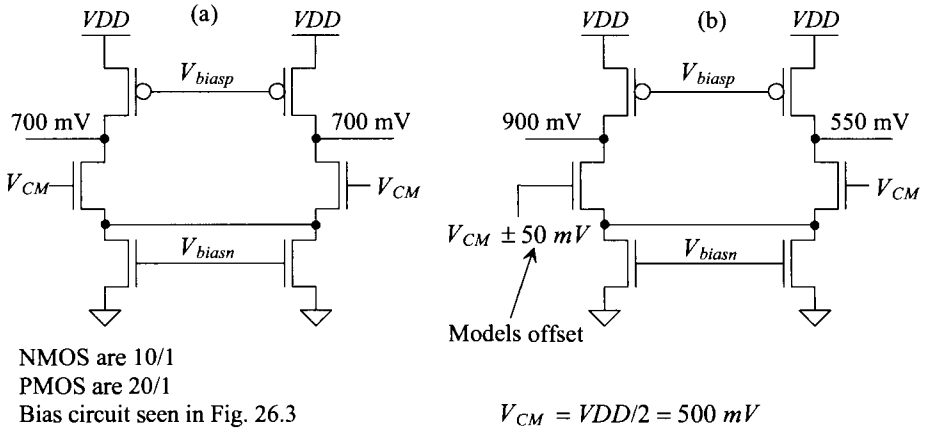 (a)
VDD VDD
V_biasp
700 mV 700 mV
V_CM V_CM
V_biasn
NMOS are 10/1
PMOS are 20/1
Bias circuit seen in Fig. 26.3
(b)
VDD VDD
V_biasp
900 mV 550 mV
V_CM
V_CM ± 50 mV
V_biasn
Models offset
V_CM = VDD/2 = 500 mV